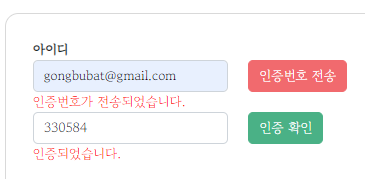 아이디
gongbubat@gmail.com 인증번호 전송
인증번호가 전송되었습니다.
330584 인증 확인
인증되었습니다.